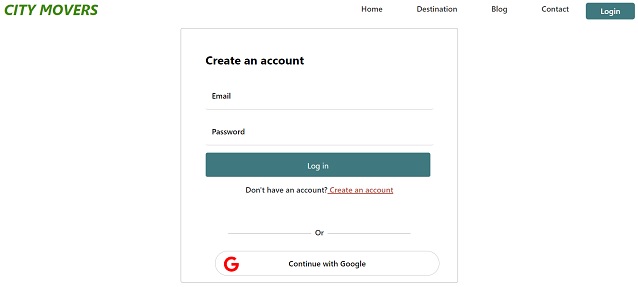 CITY MOVERS
Home Destination Blog Contact Login
Create an account
Email
Password
Log in
Don't have an account? Create an account
Or
Continue with Google